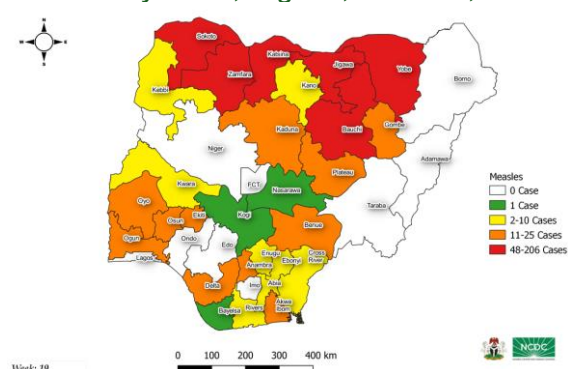 N
Sokoto
Katsina
Jigawa
Yobe
Zamfara
Kano
Borno
Kebbi
Bauchi
Gombe
Kaduna
Niger
Adamawa
Plateau
FCT
Nasarawa
Kwara
Taraba
Oyo
Kogi
Osun
Ekiti
Benue
Ogun
Ondo
Edo
Lagos
Enugu
Ebonyi
Cross
River
Anambra
Delta
Imo
Abia
Bayelsa
Rivers
Akwa
Ibom
Measles
0 Case
1 Case
2-10 Cases
11-25 Cases
48-206 Cases
0 100 200 300 400 km
NCDC